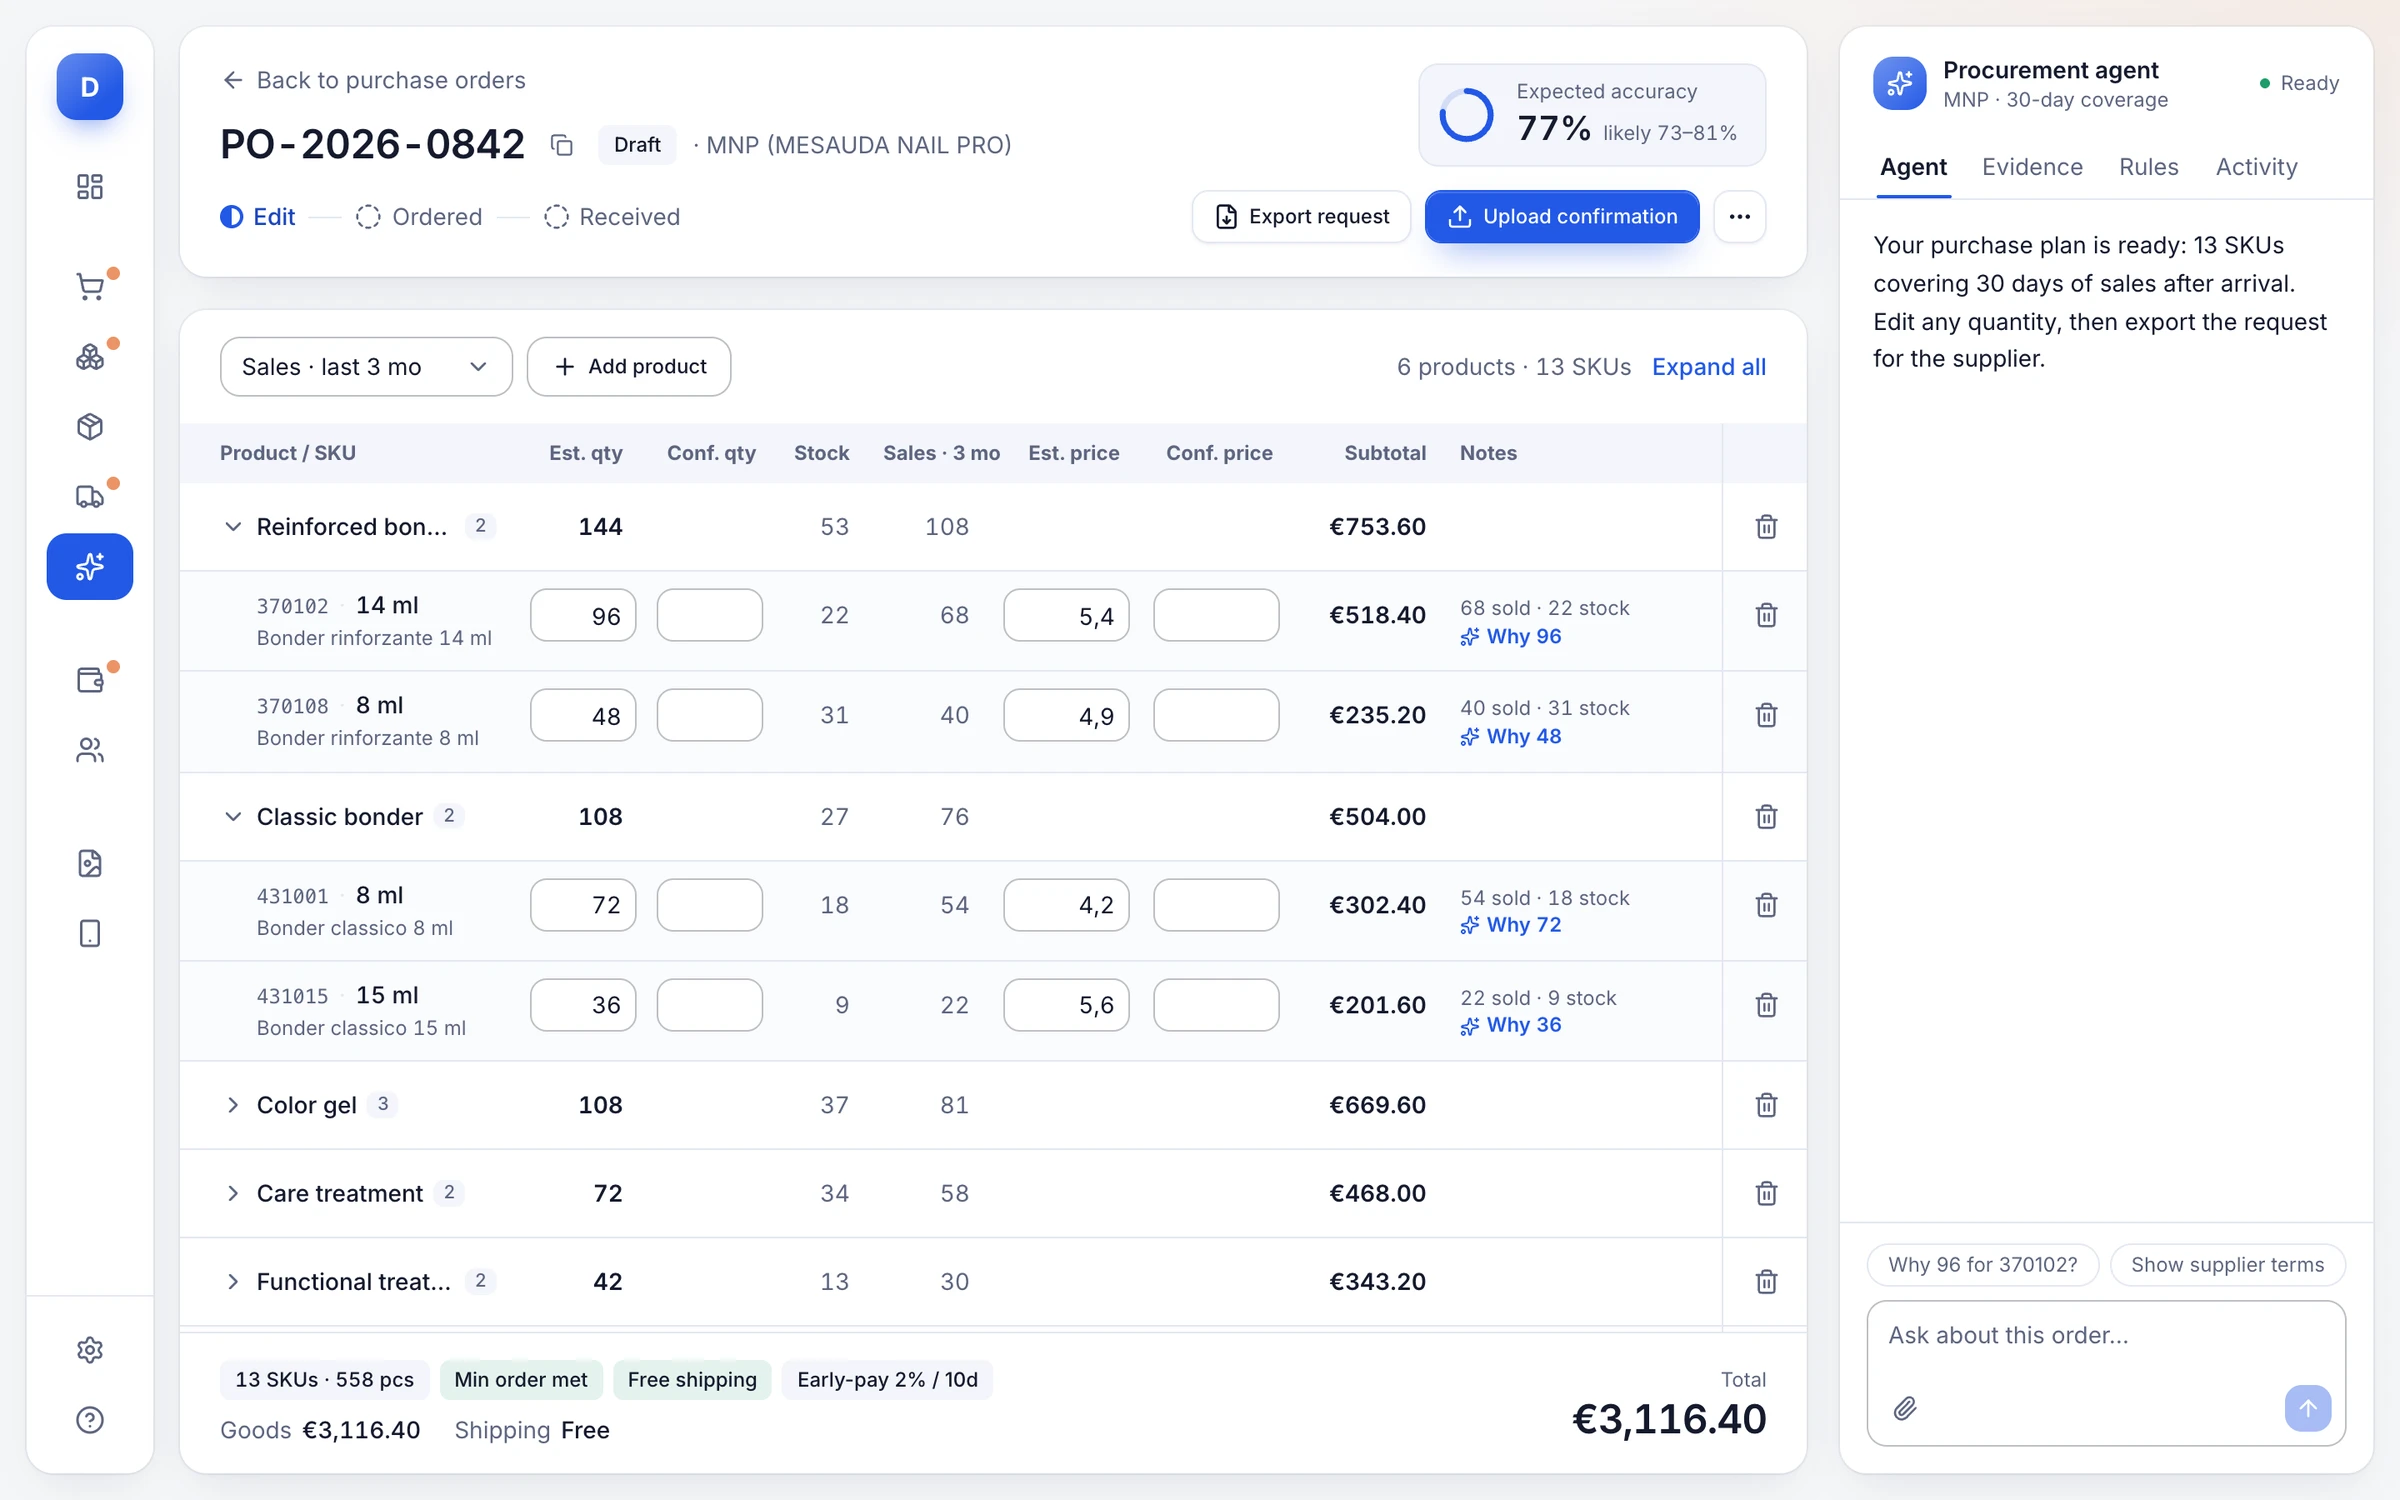 D
Back to purchase orders
PO-2026-0842
Draft
· MNP (MESAUDA NAIL PRO)
Edit
Ordered
Received
Expected accuracy
77% likely 73–81%
Export request
Upload confirmation
Sales · last 3 mo
Add product
6 products · 13 SKUs
Expand all
Product / SKU Est. qty Conf. qty Stock Sales · 3 mo Est. price Conf. price Subtotal Notes
Reinforced bon... 2 144 53 108 €753.60
370102 · 14 ml 96 22 68 5,4 €518.40 68 sold · 22 stock
Bonder rinforzante 14 ml Why 96
370108 · 8 ml 48 31 40 4,9 €235.20 40 sold · 31 stock
Bonder rinforzante 8 ml Why 48
Classic bonder 2 108 27 76 €504.00
431001 · 8 ml 72 18 54 4,2 €302.40 54 sold · 18 stock
Bonder classico 8 ml Why 72
431015 · 15 ml 36 9 22 5,6 €201.60 22 sold · 9 stock
Bonder classico 15 ml Why 36
Color gel 3 108 37 81 €669.60
Care treatment 2 72 34 58 €468.00
Functional treat... 2 42 13 30 €343.20
13 SKUs · 558 pcs
Min order met
Free shipping
Early-pay 2% / 10d
Goods €3,116.40 Shipping Free
Total
€3,116.40
Procurement agent
MNP · 30-day coverage
Ready
Agent Evidence Rules Activity
Your purchase plan is ready: 13 SKUs
covering 30 days of sales after arrival.
Edit any quantity, then export the request
for the supplier.
Why 96 for 370102?
Show supplier terms
Ask about this order...